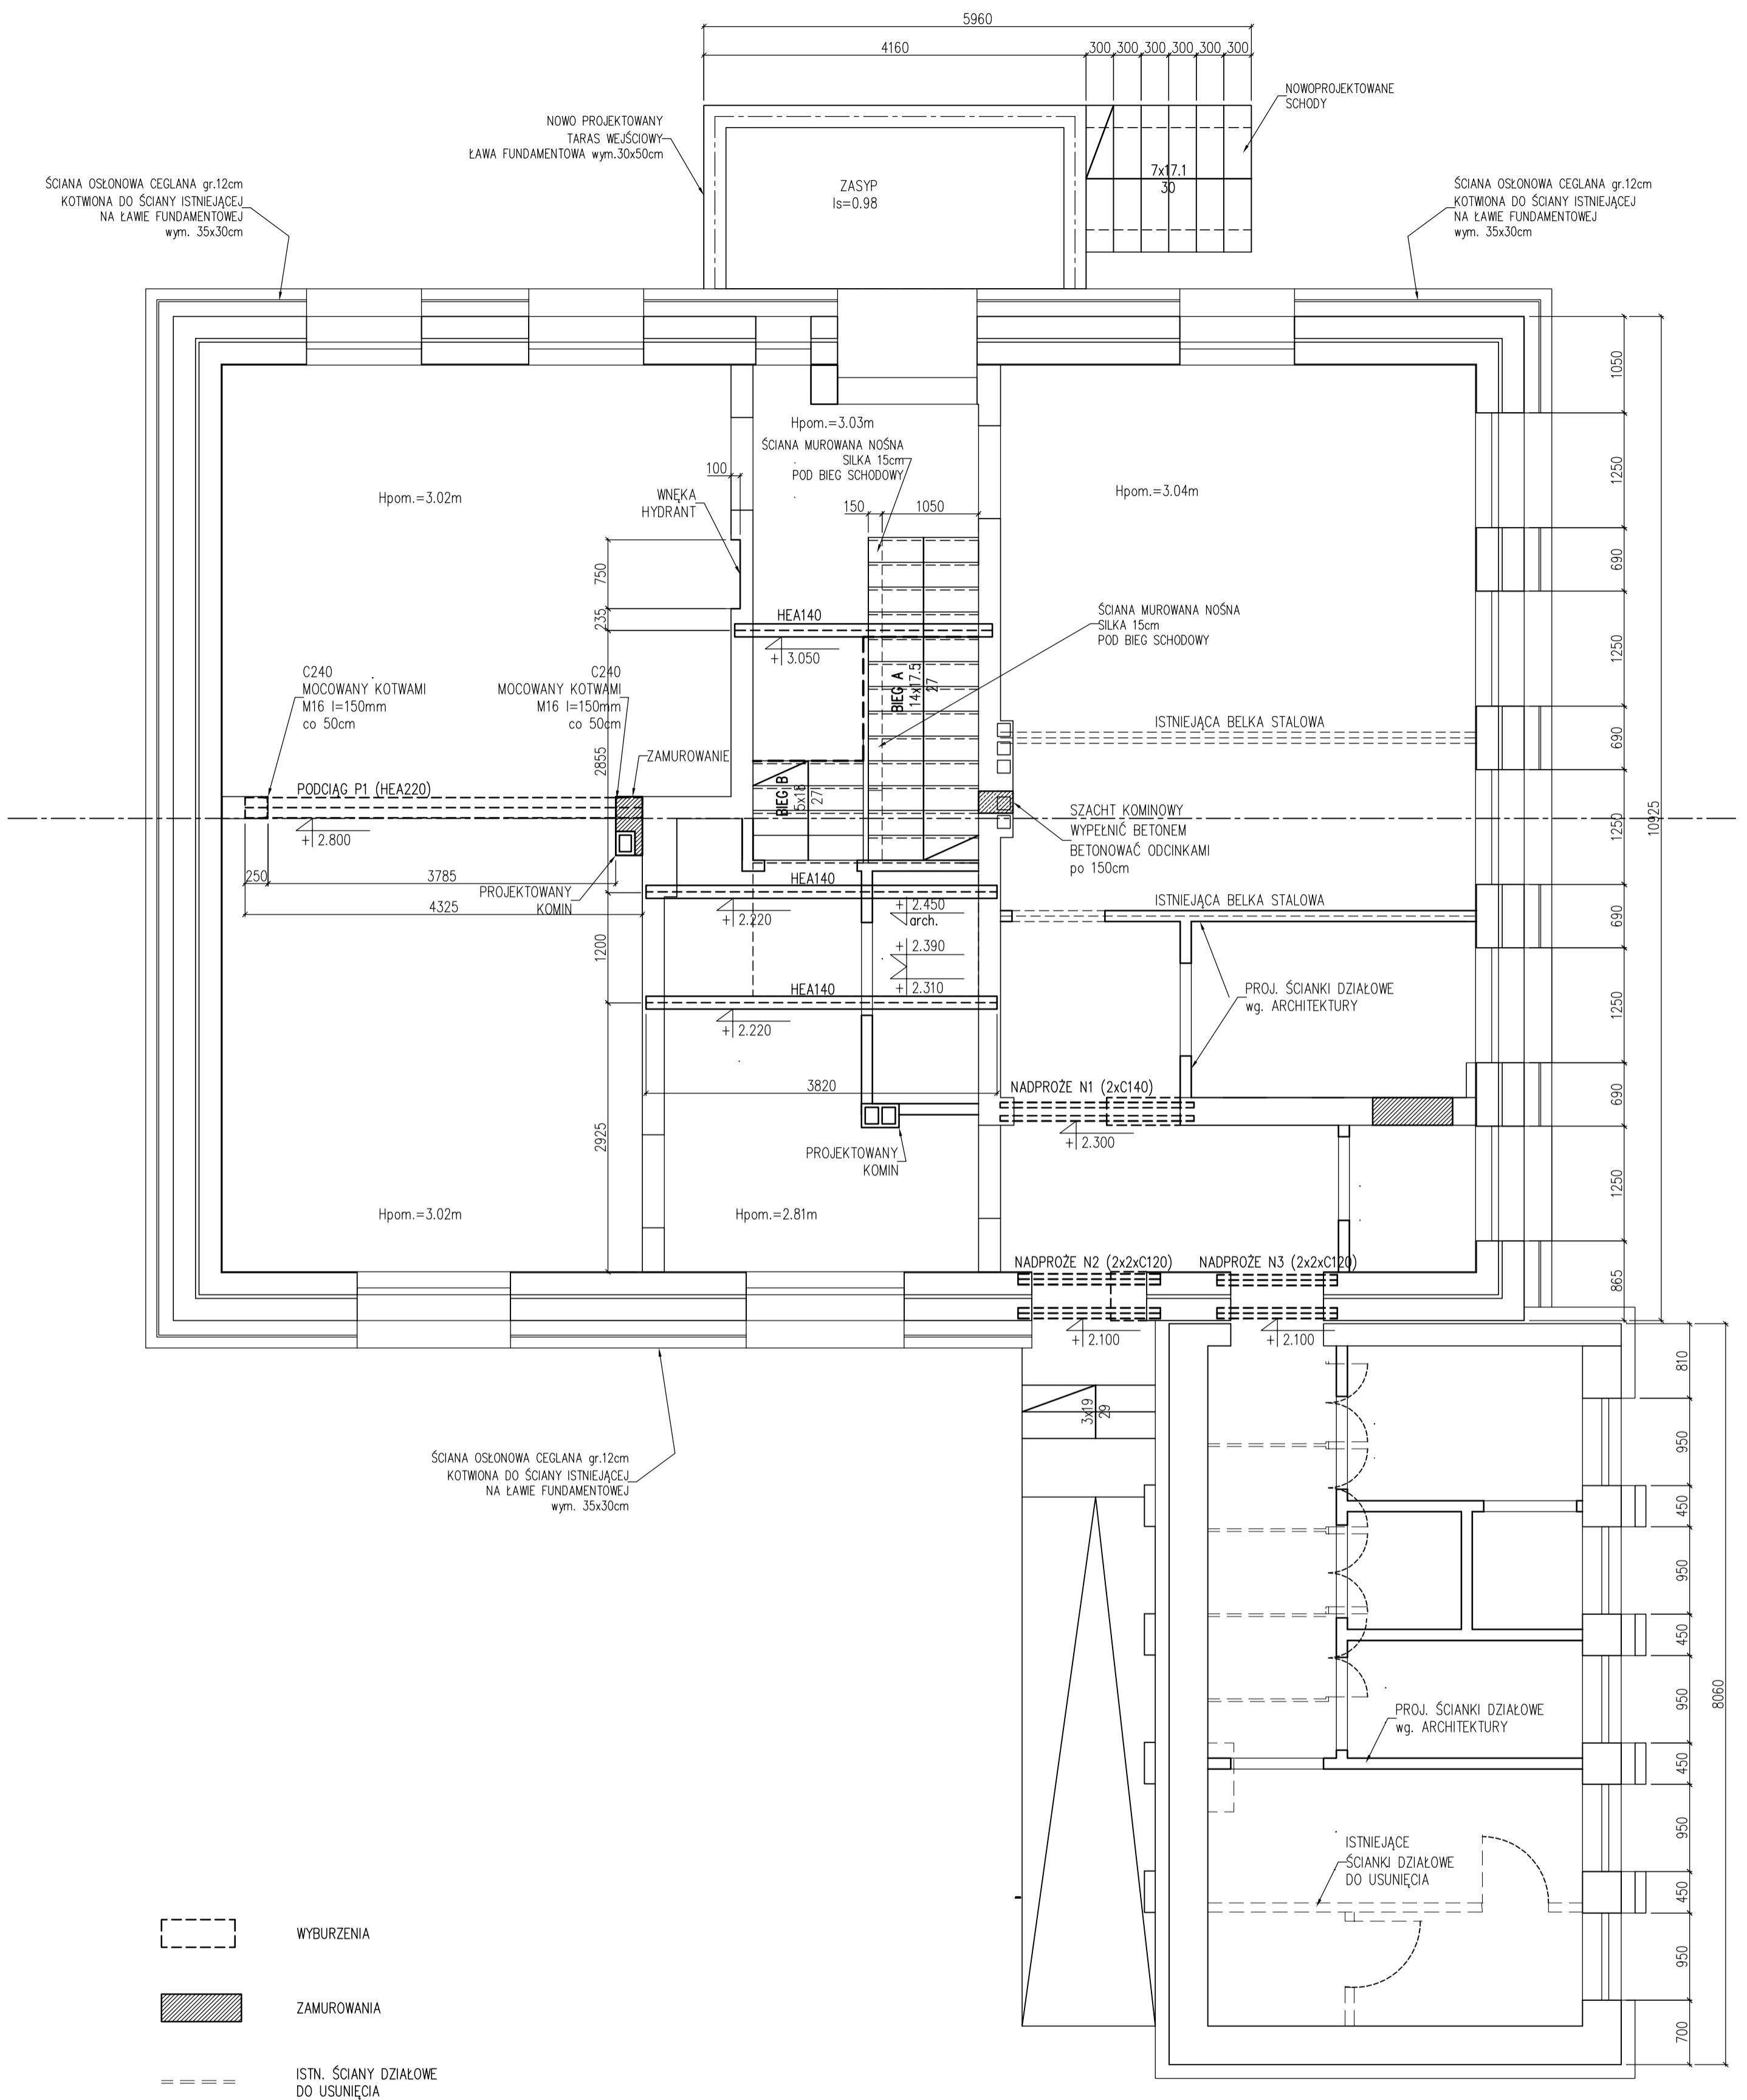 5960
4160
300
300
300
300
300
300
NOWOPROJEKTOWANE
SCHODY
NOWO PROJEKTOWANY
TARAS WEJŚCIOWY
ŁAWA FUNDAMENTOWA wym.30x50cm
ZASYP
Is=0.98
7x17.1
30
ŚCIANA OSŁONOWA CEGLANA gr.12cm
KOTWIONA DO ŚCIANY ISTNIEJĄCEJ
NA ŁAWIE FUNDAMENTOWEJ
wym. 35x30cm
ŚCIANA OSŁONOWA CEGLANA gr.12cm
KOTWIONA DO ŚCIANY ISTNIEJĄCEJ
NA ŁAWIE FUNDAMENTOWEJ
wym. 35x30cm
Hpom.=3.02m
Hpom.=3.03m
ŚCIANA MUROWANA NOŚNA
SILKA 15cm
POD BIEG SCHODOWY
100
WNĘKA
HYDRANT
150
1050
Hpom.=3.04m
750
235
2855
1200
2925
HEA140
+3.050
ŚCIANA MUROWANA NOŚNA
SILKA 15cm
POD BIEG SCHODOWY
C240
MOCOWANY KOTWAMI
M16 l=150mm
co 50cm
C240
MOCOWANY KOTWAMI
M16 l=150mm
co 50cm
ZAMUROWANIE
BIEG A
14x17.5
27
BIEG B
5x18
27
ISTNIEJĄCA BELKA STALOWA
PODCIĄG P1 (HEA220)
+2.800
250
3785
4325
PROJEKTOWANY
KOMIN
SZACHT KOMINOWY
WYPEŁNIĆ BETONEM
BETONOWAĆ ODCINKAMI
po 150cm
HEA140
+2.220
+2.450
arch.
+2.390
+2.310
ISTNIEJĄCA BELKA STALOWA
HEA140
+2.220
PROJ. ŚCIANKI DZIAŁOWE
wg. ARCHITEKTURY
3820
NADPROŻE N1 (2xC140)
+2.300
PROJEKTOWANY
KOMIN
Hpom.=3.02m
Hpom.=2.81m
NADPROŻE N2 (2x2xC120)
NADPROŻE N3 (2x2xC120)
+2.100
+2.100
1050
1250
690
1250
690
1250
690
1250
690
1250
865
10925
3x19
29
ŚCIANA OSŁONOWA CEGLANA gr.12cm
KOTWIONA DO ŚCIANY ISTNIEJĄCEJ
NA ŁAWIE FUNDAMENTOWEJ
wym. 35x30cm
810
950
450
950
450
950
450
950
450
950
700
8060
PROJ. ŚCIANKI DZIAŁOWE
wg. ARCHITEKTURY
ISTNIEJĄCE
ŚCIANKI DZIAŁOWE
DO USUNIĘCIA
WYBURZENIA
ZAMUROWANIA
ISTN. ŚCIANY DZIAŁOWE
DO USUNIĘCIA